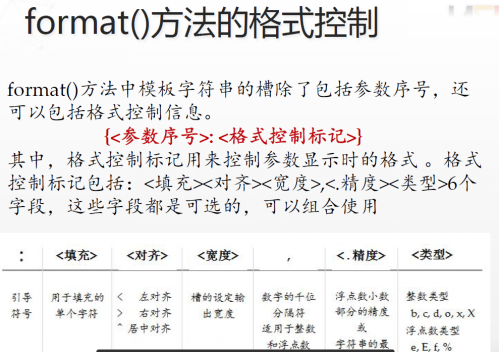 format()方法的格式控制
format()方法中模板字符串的槽除了包括参数序号，还
可以包括格式控制信息。
{<参数序号>: <格式控制标记>}
其中，格式控制标记用来控制参数显示时的格式 。格式
控制标记包括：<填充><对齐><宽度>,<.精度><类型>6个
字段，这些字段都是可选的，可以组合使用
: <填充> <对齐> <宽度> , <.精度> <类型>
引导 用于填充的 < 左对齐 槽的设定输 数字的千位 浮点数小数 整数类型
符号 单个字符 > 右对齐 出宽度 分隔符 部分的精度 b, c, d, o, x, X
^ 居中对齐 适用于整数 或 浮点数类型
和浮点数 字符串的最 e, E, f, %